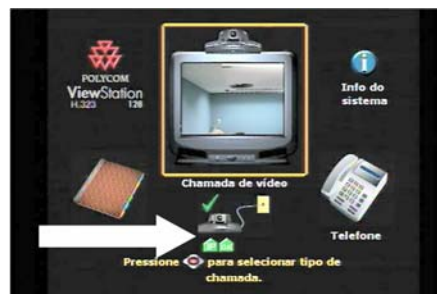 POLYCOM
ViewStation
H.323 128
Info do
sistema
Chamada de vídeo
Telefone
Pressione para selecionar tipo de
chamada.